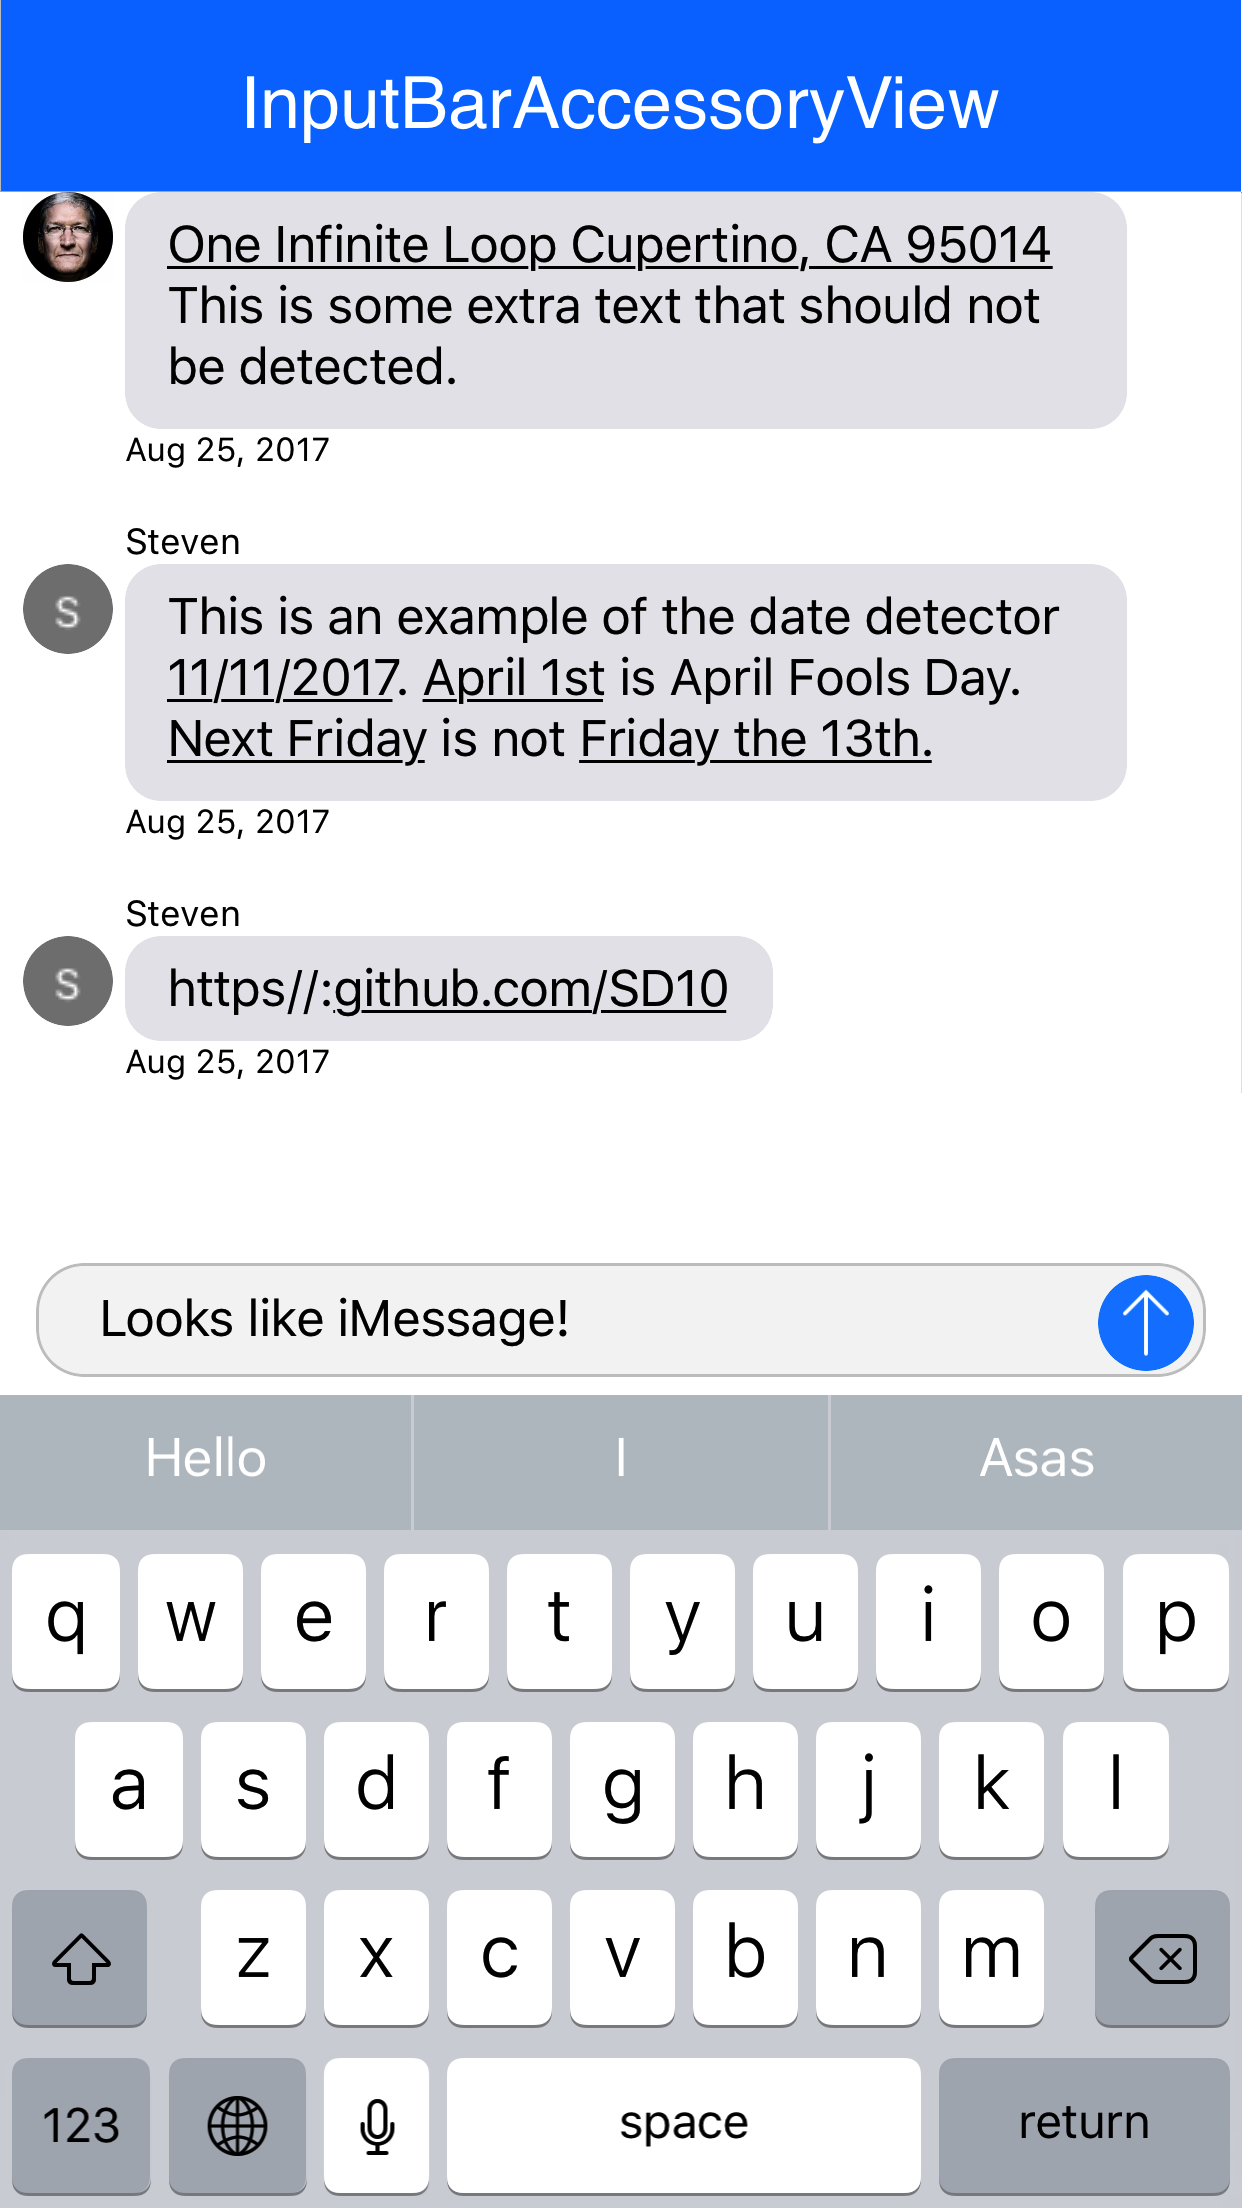 InputBarAccessoryView
One Infinite Loop Cupertino, CA 95014
This is some extra text that should not
be detected.
Aug 25, 2017
Steven
S
This is an example of the date detector
11/11/2017. April 1st is April Fools Day.
Next Friday is not Friday the 13th.
Aug 25, 2017
Steven
S
https//:github.com/SD10
Aug 25, 2017
Looks like iMessage!
Hello I Asas
q w e r t y u i o p
a s d f g h j k l
z x c v b n m
123 space return